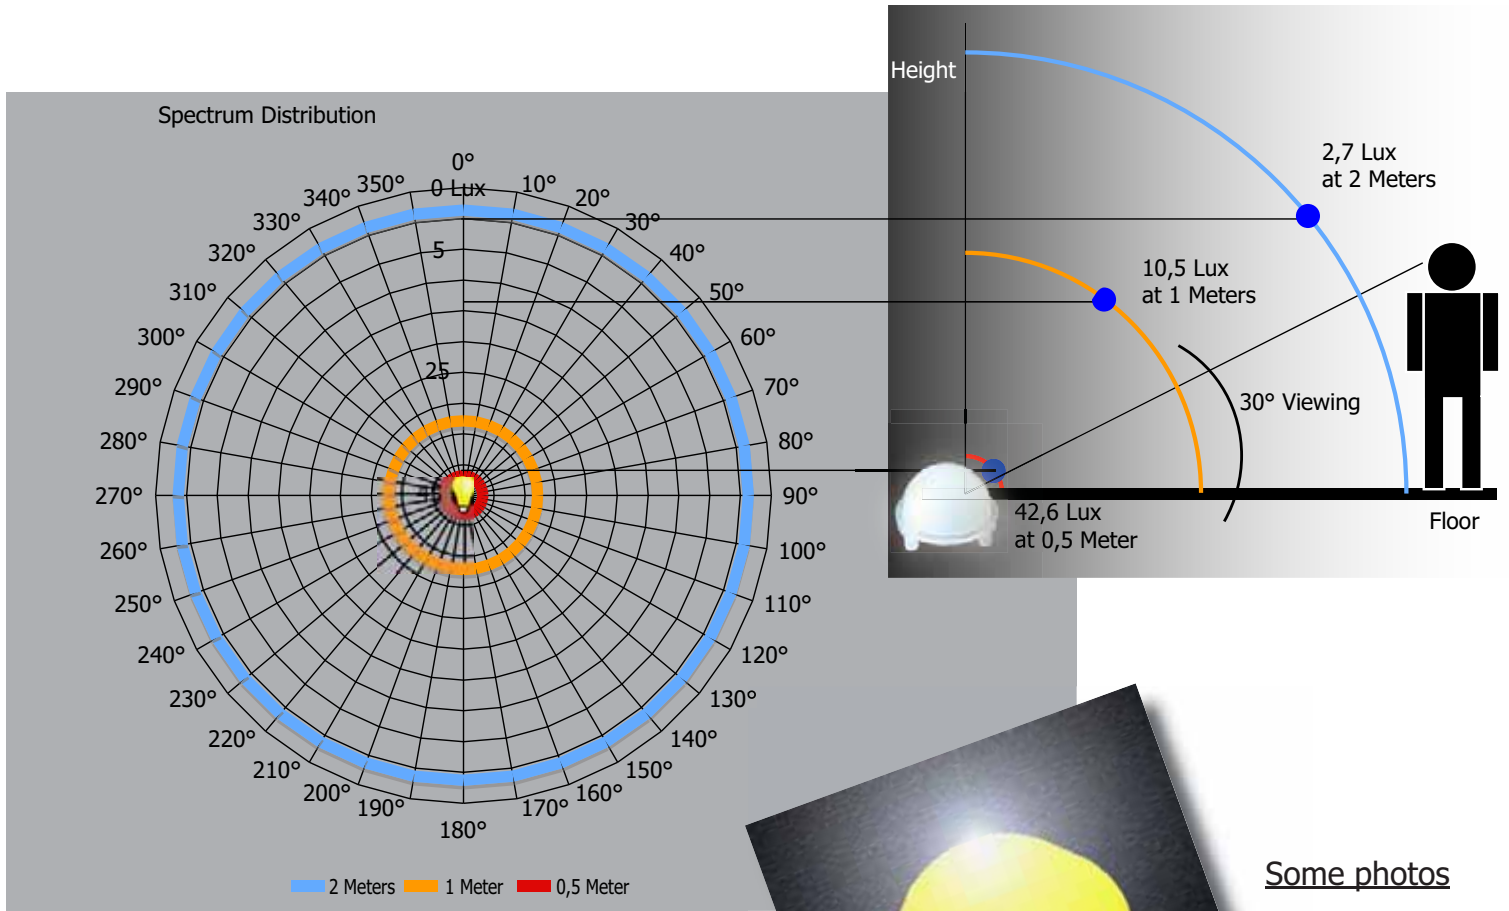 Spectrum Distribution
0°
0 Lux
10°
20°
30°
40°
50°
60°
70°
80°
90°
100°
110°
120°
130°
140°
150°
160°
170°
180°
190°
200°
210°
220°
230°
240°
250°
260°
270°
280°
290°
300°
310°
320°
330°
340°
350°
5
25
2 Meters
1 Meter
0,5 Meter
Height
2,7 Lux
at 2 Meters
10,5 Lux
at 1 Meters
30° Viewing
42,6 Lux
at 0,5 Meter
Floor
Some photos